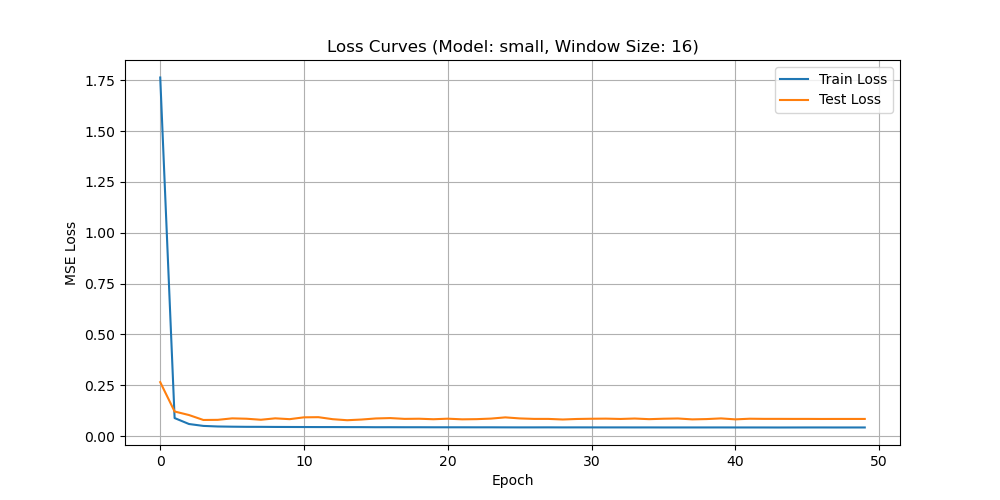 Loss Curves (Model: small, Window Size: 16)
Train Loss
Test Loss
MSE Loss
1.75
1.50
1.25
1.00
0.75
0.50
0.25
0.00
0 10 20 30 40 50
Epoch